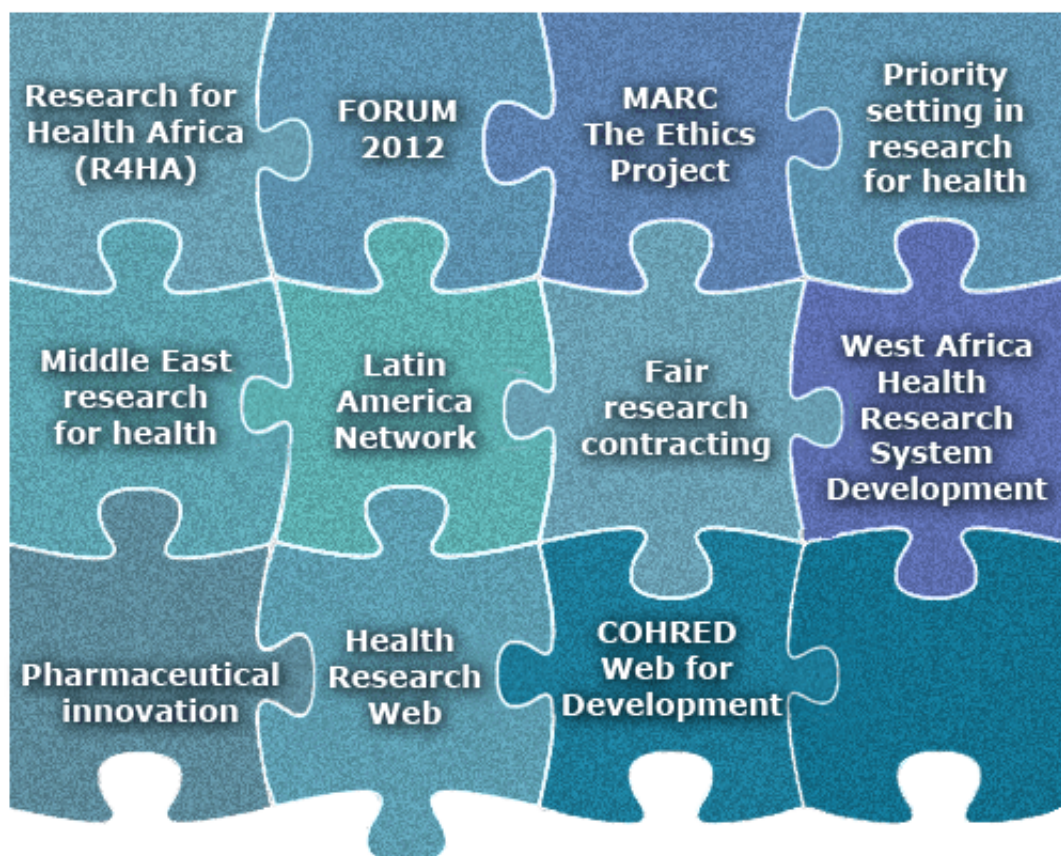 Research for
Health Africa
(R4HA)
FORUM
2012
MARC
The Ethics
Project
Priority
setting in
research
for health
Middle East
research
for health
Latin
America
Network
Fair
research
contracting
West Africa
Health
Research
System
Development
Pharmaceutical
innovation
Health
Research
Web
COHRED
Web for
Development